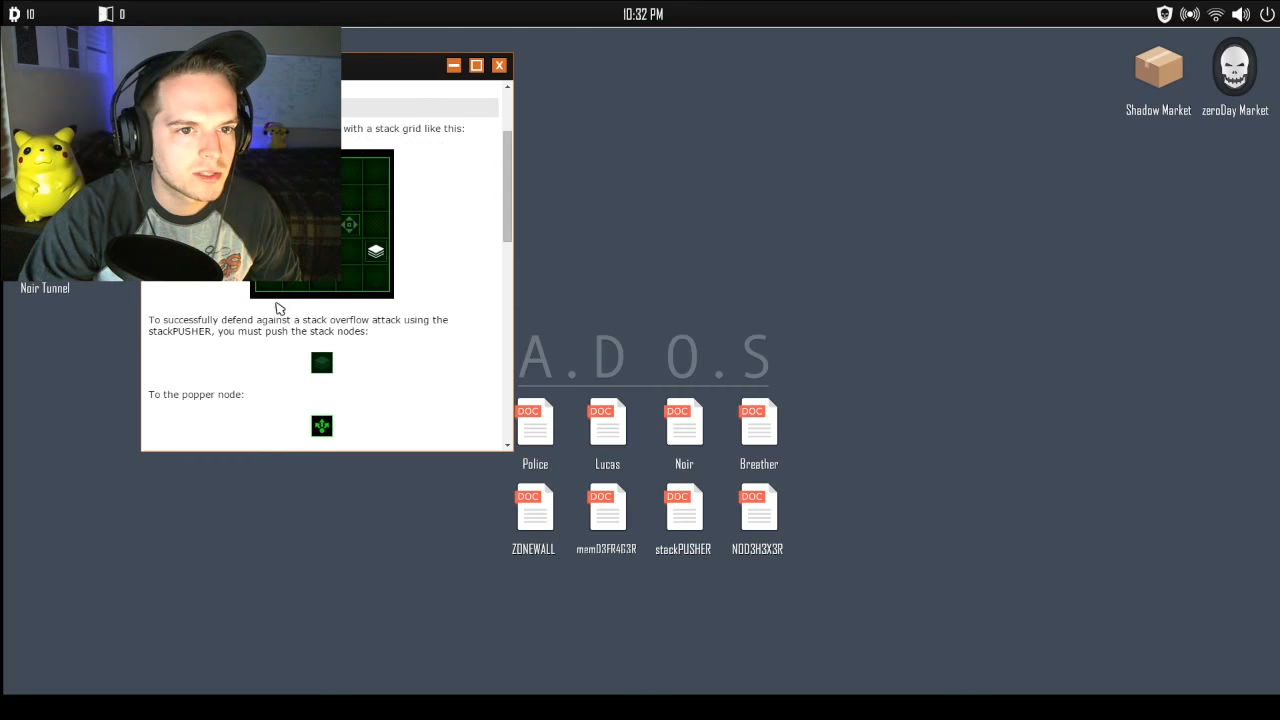 10
0
10:32 PM
Shadow Market
zeroDay Market
with a stack grid like this:
Noir Tunnel
To successfully defend against a stack overflow attack using the
stackPUSHER, you must push the stack nodes:
To the popper node:
A.D O.S
DOC
DOC
DOC
DOC
Police
Lucas
Noir
Breather
DOC
DOC
DOC
DOC
ZONEWALL
memD3FR4G3R
stackPUSHER
NOD3H3X3R